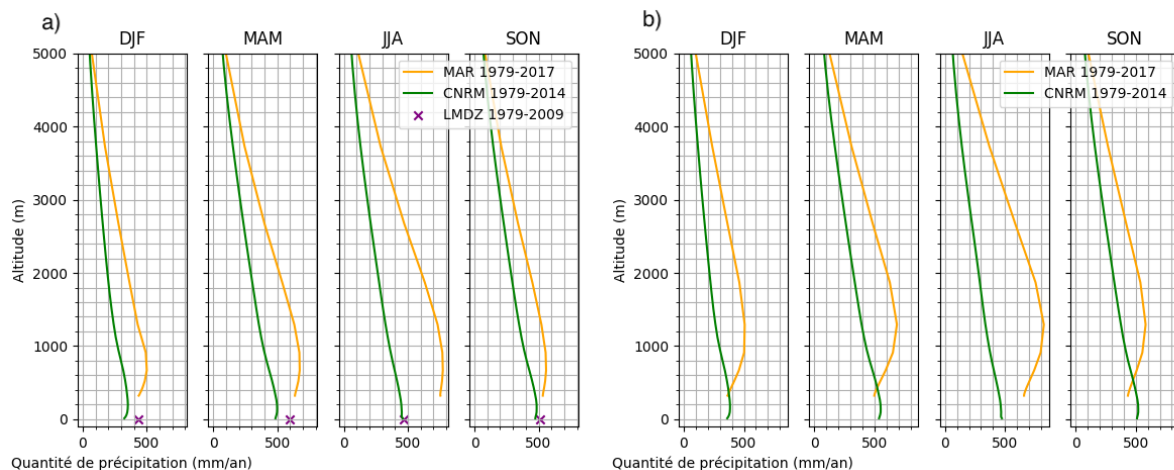 a)
DJF MAM JJA SON
5000
4000
3000
2000
1000
0
Altitude (m)
MAR 1979-2017
CNRM 1979-2014
LMDZ 1979-2009
0 500 0 500 0 500 0 500
Quantité de précipitation (mm/an)
b)
DJF MAM JJA SON
5000
4000
3000
2000
1000
0
Altitude (m)
MAR 1979-2017
CNRM 1979-2014
0 500 0 500 0 500 0 500
Quantité de précipitation (mm/an)